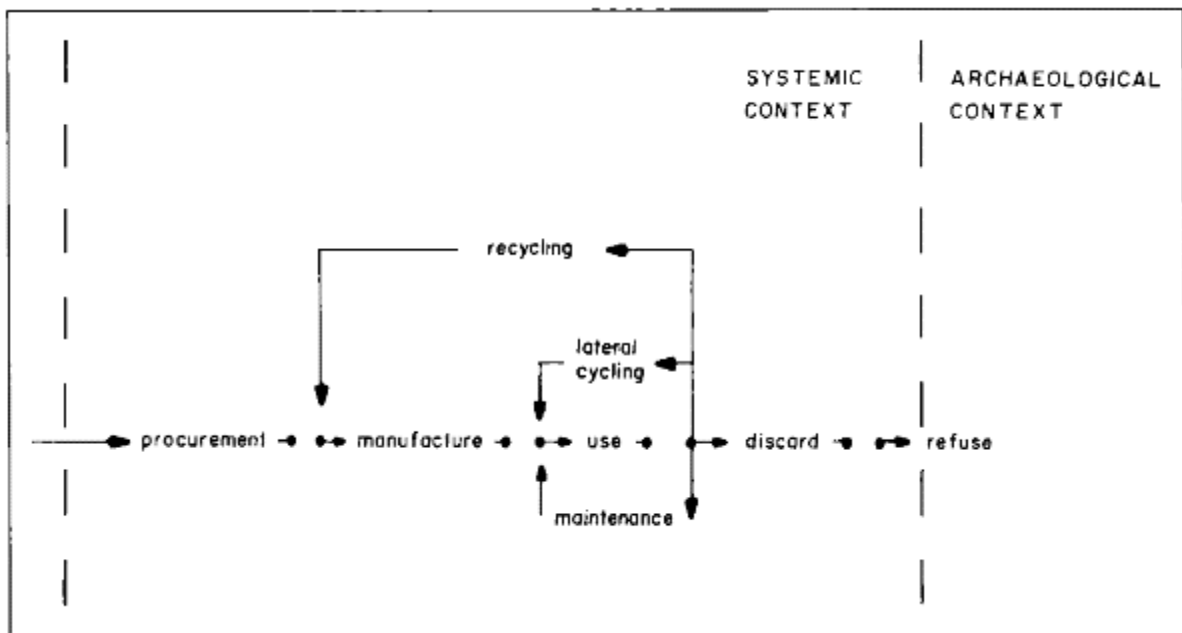 SYSTEMIC
CONTEXT
ARCHAEOLOGICAL
CONTEXT
recycling
lateral
cycling
procurement
manufacture
use
discard
refuse
maintenance